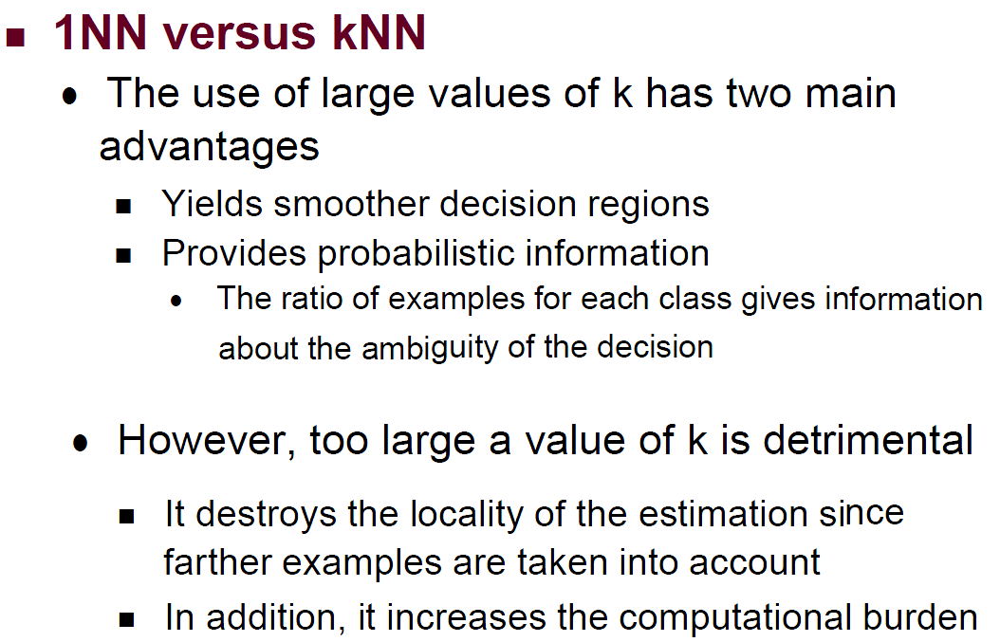 1NN versus kNN
The use of large values of k has two main
advantages
Yields smoother decision regions
Provides probabilistic information
The ratio of examples for each class gives information
about the ambiguity of the decision
However, too large a value of k is detrimental
It destroys the locality of the estimation since
farther examples are taken into account
In addition, it increases the computational burden